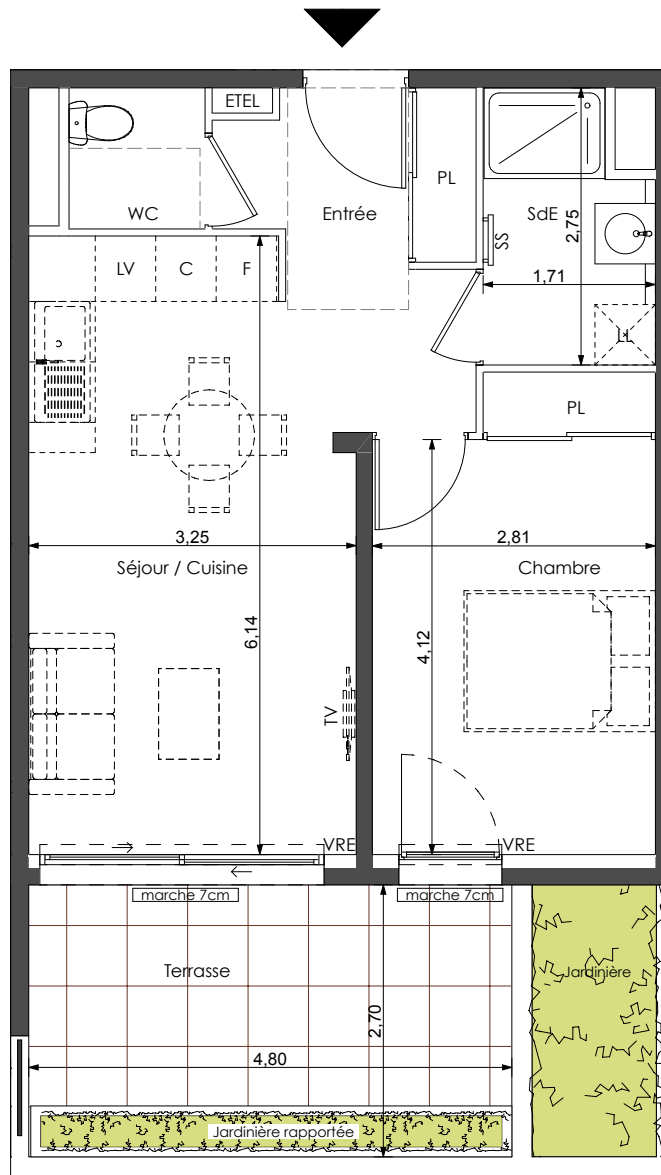 ETEL
PL
WC
Entrée
SdE
SS
2,75
1,71
LV
C
F
LL
PL
3,25
2,81
Séjour / Cuisine
Chambre
6,14
4,12
TV
VRE
VRE
marche 7cm
marche 7cm
Terrasse
Jardinière
2,70
4,80
Jardinière rapportée